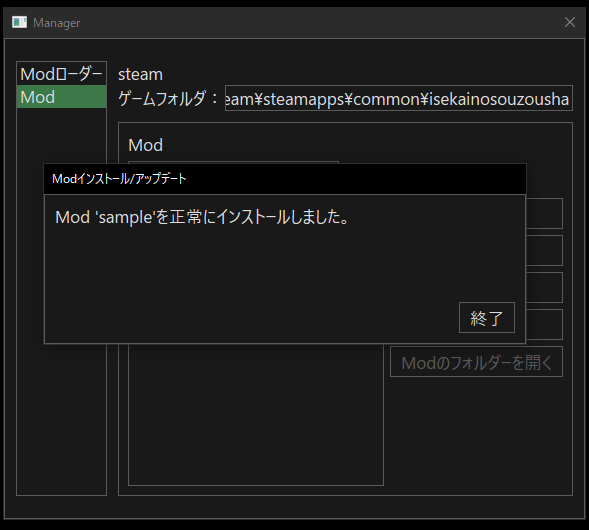 Manager
Modローダー
Mod
steam
ゲームフォルダ：
eam¥steamapps¥common¥isekainosouzousha
Mod
Modインストール/アップデート
Mod 'sample'を正常にインストールしました。
終了
Modのフォルダーを開く